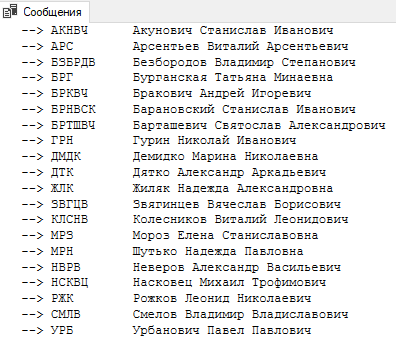 Сообщения
--> АКНВЧ Акунович Станислав Иванович
--> АРС Арсентьев Виталий Арсентьевич
--> БЗБРДВ Безбородов Владимир Степанович
--> БРГ Бурганская Татьяна Минаевна
--> БРКВЧ Бракович Андрей Игоревич
--> БРНВСК Барановский Станислав Иванович
--> БРТШВЧ Барташевич Святослав Александрович
--> ГРН Гурин Николай Иванович
--> ДМДК Демидко Марина Николаевна
--> ДТК Дятко Александр Аркадьевич
--> ЖЛК Жиляк Надежда Александровна
--> ЗВГЦВ Звягинцев Вячеслав Борисович
--> КЛСНВ Колесников Виталий Леонидович
--> МРЗ Мороз Елена Станиславовна
--> МРН Шутько Надежда Павловна
--> НВРВ Неверов Александр Васильевич
--> НСКВЦ Насковец Михаил Трофимович
--> РЖК Рожков Леонид Николаевич
--> СМЛВ Смелов Владимир Владиславович
--> УРБ Урбанович Павел Павлович